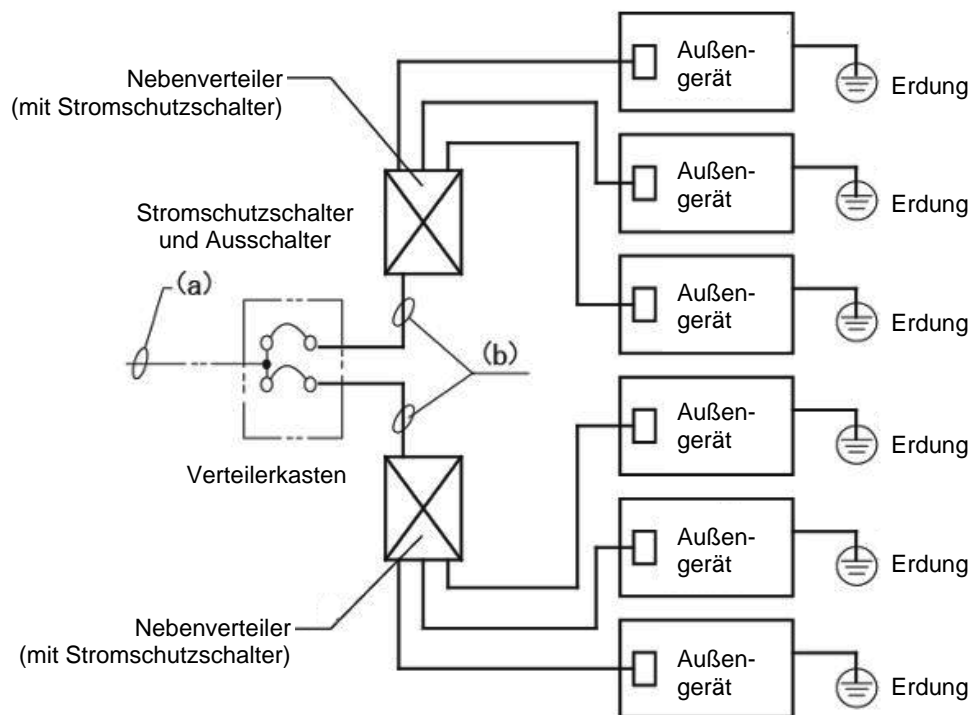 Außen-
gerät
Erdung
Nebenverteiler
(mit Stromschutzschalter)
Außen-
gerät
Erdung
Stromschutzschalter
und Ausschalter
(a)
Außen-
gerät
Erdung
(b)
Außen-
gerät
Erdung
Verteilerkasten
Außen-
gerät
Erdung
Nebenverteiler
(mit Stromschutzschalter)
Außen-
gerät
Erdung